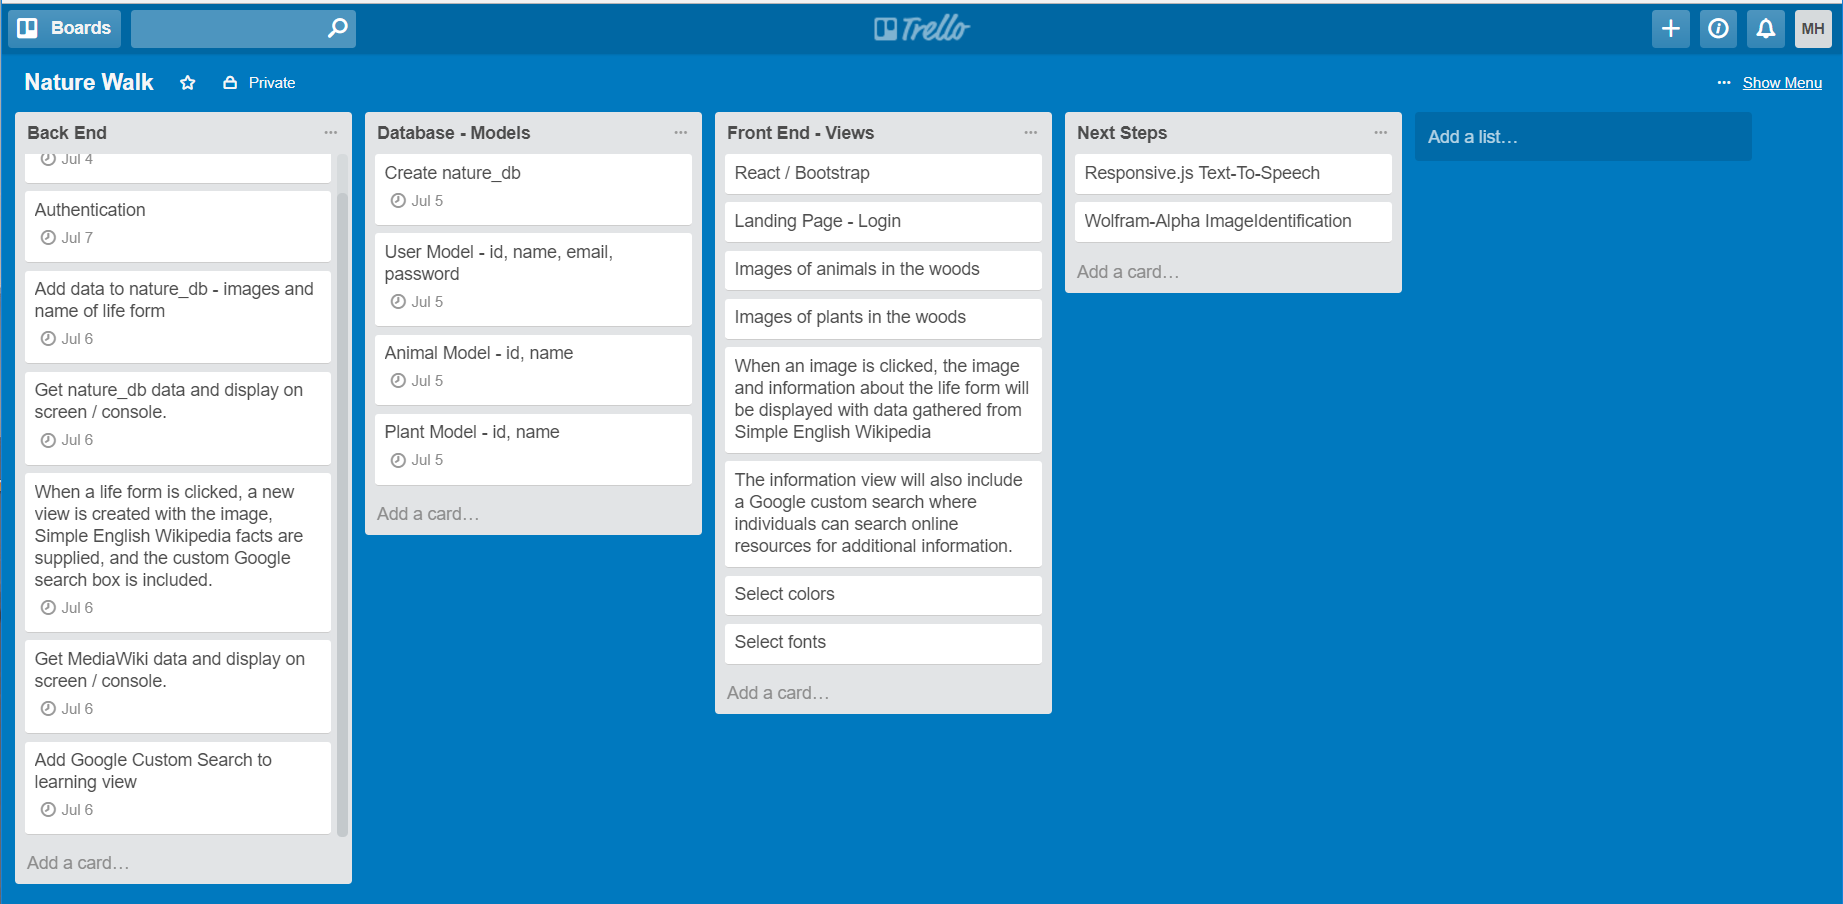 Boards
Trello
MH
Nature Walk
Private
··· Show Menu
Back End
Jul 4
Authentication
Jul 7
Add data to nature_db - images and
name of life form
Jul 6
Get nature_db data and display on
screen / console.
Jul 6
When a life form is clicked, a new
view is created with the image,
Simple English Wikipedia facts are
supplied, and the custom Google
search box is included.
Jul 6
Get MediaWiki data and display on
screen / console.
Jul 6
Add Google Custom Search to
learning view
Jul 6
Add a card…
Database - Models
Create nature_db
Jul 5
User Model - id, name, email,
password
Jul 5
Animal Model - id, name
Jul 5
Plant Model - id, name
Jul 5
Add a card…
Front End - Views
React / Bootstrap
Landing Page - Login
Images of animals in the woods
Images of plants in the woods
When an image is clicked, the image
and information about the life form will
be displayed with data gathered from
Simple English Wikipedia
The information view will also include
a Google custom search where
individuals can search online
resources for additional information.
Select colors
Select fonts
Add a card…
Next Steps
Responsive.js Text-To-Speech
Wolfram-Alpha ImageIdentification
Add a card…
Add a list…